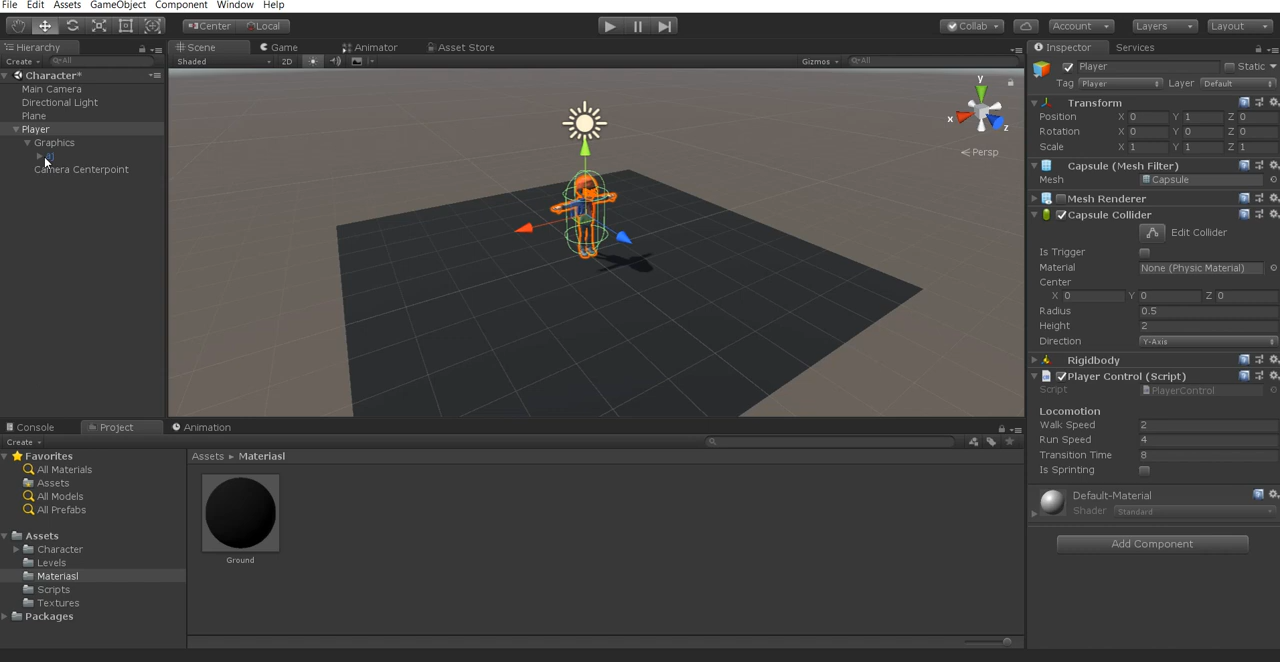 File Edit Assets GameObject Component Window Help
Center Local Collab Account Layers Layout
Hierarchy
Create All
Character*
Main Camera
Directional Light
Plane
Player
Graphics
Camera Centerpoint
Scene Game Animator Asset Store
Shaded 2D Gizmos All
y
x
z
Persp
Inspector Services
Player Static
Tag Player Layer Default
Transform
Position X 0 Y 1 Z 0
Rotation X 0 Y 0 Z 0
Scale X 1 Y 1 Z 1
Capsule (Mesh Filter)
Mesh Capsule
Mesh Renderer
Capsule Collider
Edit Collider
Is Trigger
Material None (Physic Material)
Center
X 0 Y 0 Z 0
Radius 0.5
Height 2
Direction Y-Axis
Rigidbody
Player Control (Script)
Script PlayerControl
Locomotion
Walk Speed 2
Run Speed 4
Transition Time 8
Is Sprinting
Default-Material
Shader Standard
Add Component
Console Project Animation
Create
Favorites
All Materials
Assets
All Models
All Prefabs
Assets
Character
Levels
Materiasl
Scripts
Textures
Packages
Assets Materiasl
Ground